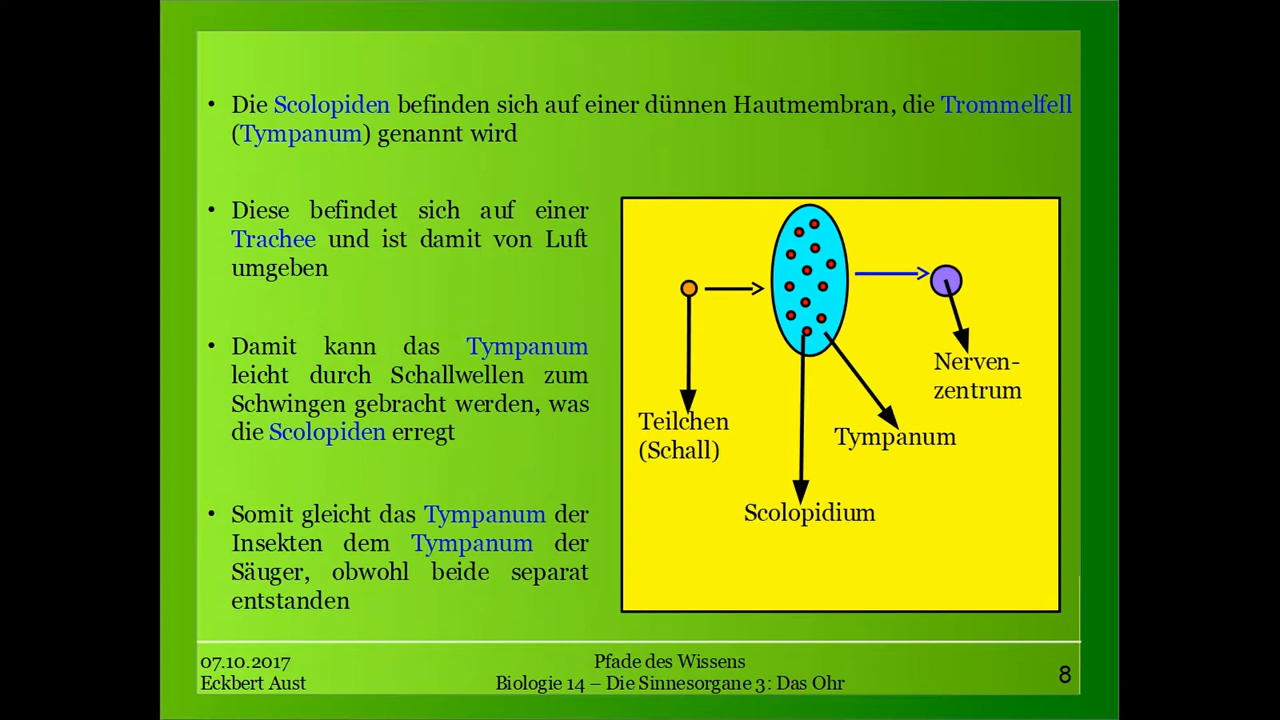 • Die Scolopiden befinden sich auf einer dünnen Hautmembran, die Trommelfell
(Tympanum) genannt wird
• Diese befindet sich auf einer
Trachee und ist damit von Luft
umgeben
• Damit kann das Tympanum
leicht durch Schallwellen zum
Schwingen gebracht werden, was
die Scolopiden erregt
• Somit gleicht das Tympanum der
Insekten dem Tympanum der
Säuger, obwohl beide separat
entstanden
Nerven-
zentrum
Teilchen
(Schall)
Tympanum
Scolopidium
07.10.2017
Eckbert Aust
Pfade des Wissens
Biologie 14 – Die Sinnesorgane 3: Das Ohr
8